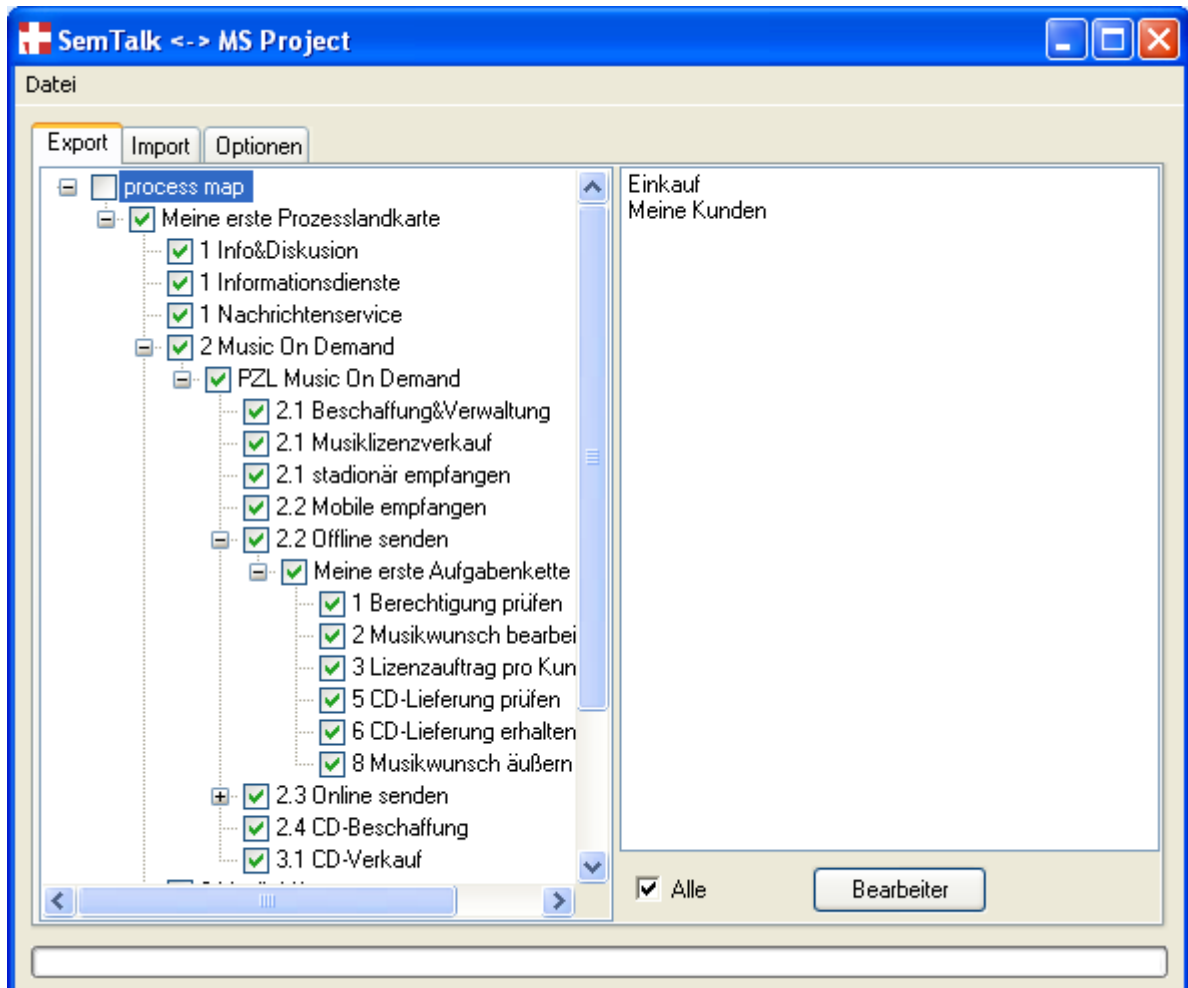 SemTalk <-> MS Project
Datei
Export Import Optionen
process map
Meine erste Prozesslandkarte
1 Info&Diskusion
1 Informationsdienste
1 Nachrichtenservice
2 Music On Demand
PZL Music On Demand
2.1 Beschaffung&Verwaltung
2.1 Musiklizenzverkauf
2.1 stadionär empfangen
2.2 Mobile empfangen
2.2 Offline senden
Meine erste Aufgabenkette
1 Berechtigung prüfen
2 Musikwunsch bearbei
3 Lizenzauftrag pro Kun
5 CD-Lieferung prüfen
6 CD-Lieferung erhalten
8 Musikwunsch äußern
2.3 Online senden
2.4 CD-Beschaffung
3.1 CD-Verkauf
Einkauf
Meine Kunden
Alle
Bearbeiter